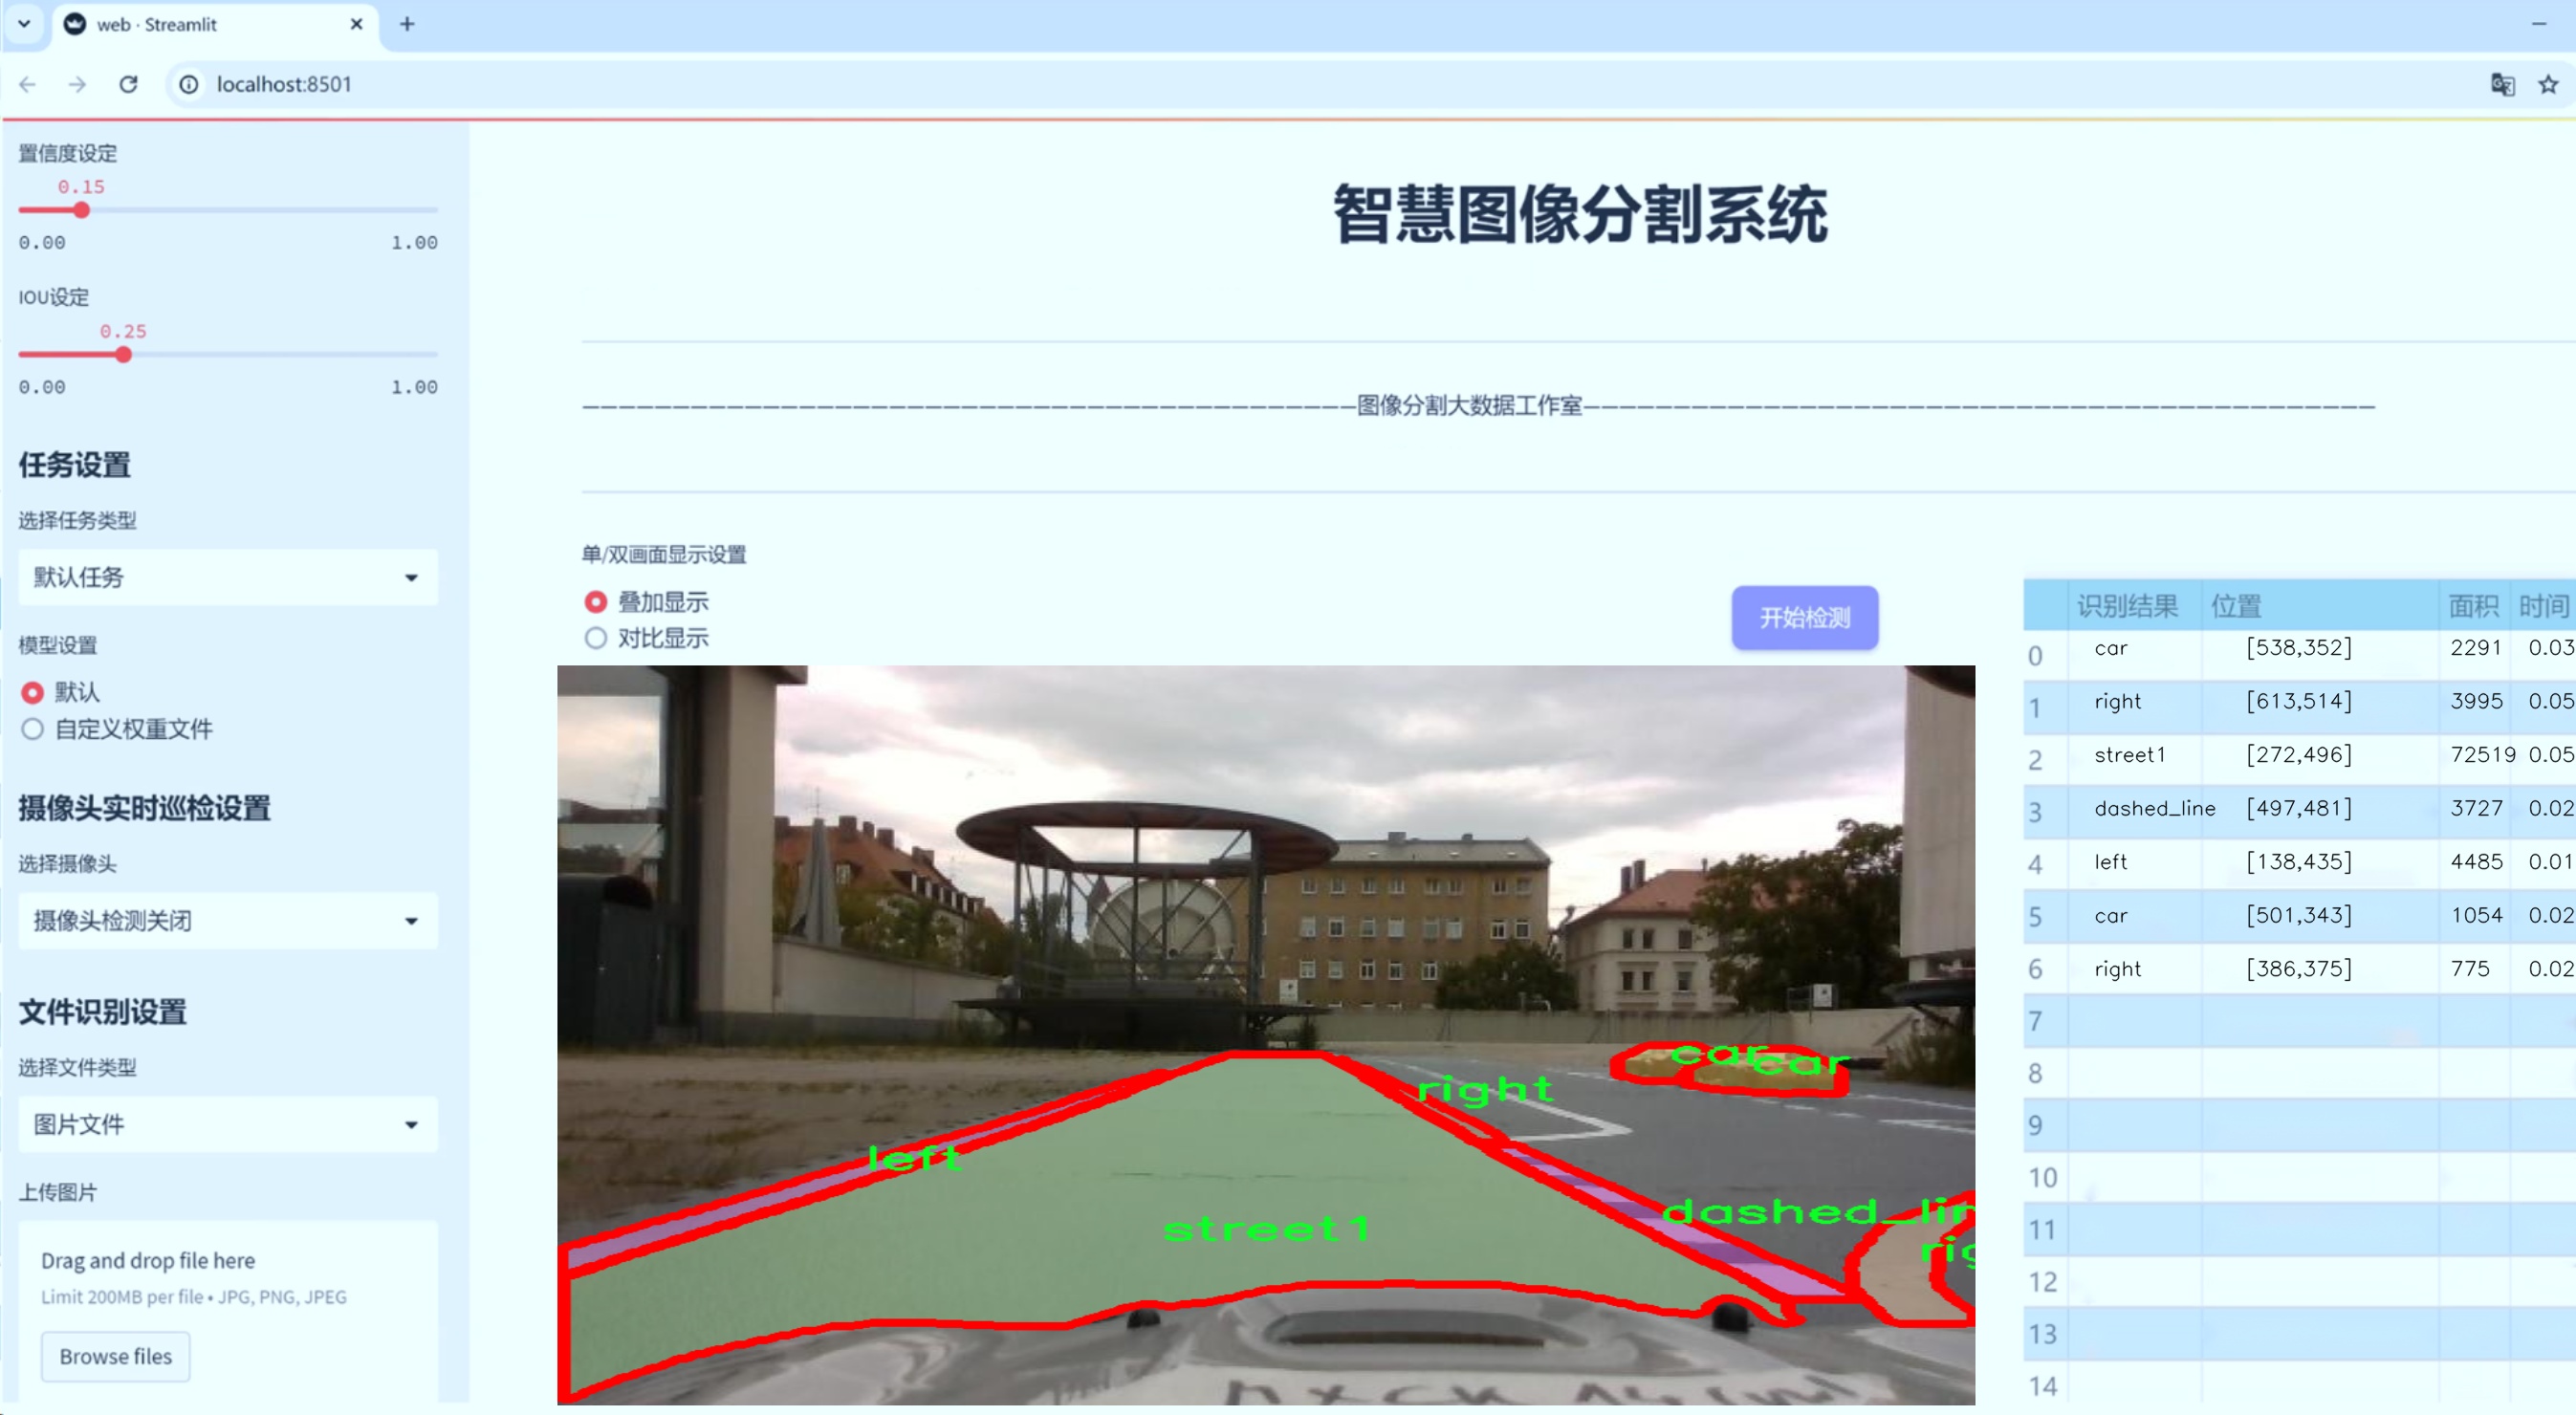 web · Streamlit
localhost:8501
置信度设定
0.15
0.00 1.00
IOU设定
0.25
0.00 1.00
任务设置
选择任务类型
默认任务
模型设置
默认
自定义权重文件
摄像头实时巡检设置
选择摄像头
摄像头检测关闭
文件识别设置
选择文件类型
图片文件
上传图片
Drag and drop file here
Limit 200MB per file • JPG, PNG, JPEG
Browse files
智慧图像分割系统
图像分割大数据工作室
单/双画面显示设置
叠加显示
对比显示
开始检测
car
car
right
left
dashed_lin
street1
rig
识别结果 位置 面积 时间
0 car [538,352] 2291 0.03
1 right [613,514] 3995 0.05
2 street1 [272,496] 72519 0.05
3 dashed_line [497,481] 3727 0.02
4 left [138,435] 4485 0.01
5 car [501,343] 1054 0.02
6 right [386,375] 775 0.02
7
8
9
10
11
12
13
14